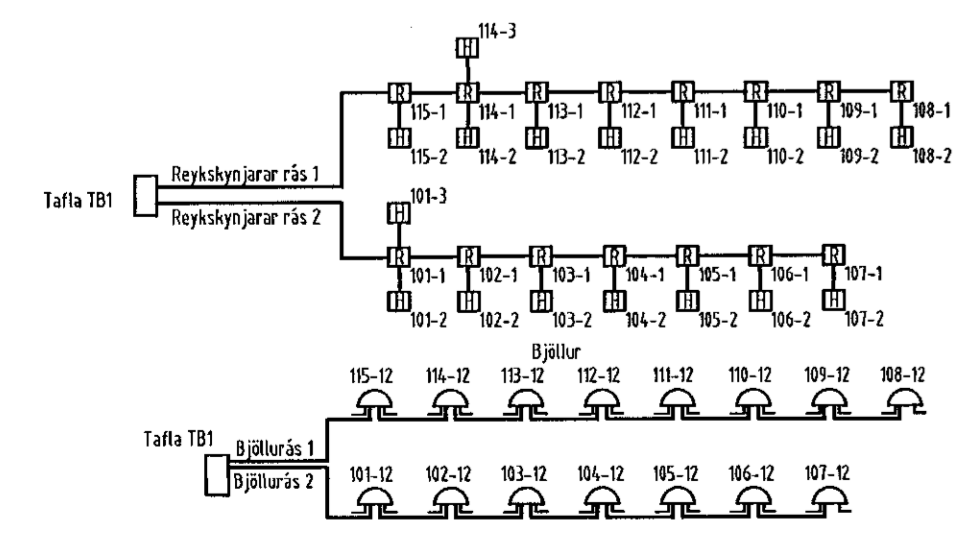 114-3
H
R R R R R R R R
115-1 114-1 113-1 112-1 111-1 110-1 109-1 108-1
H H H H H H H H
115-2 114-2 113-2 112-2 111-2 110-2 109-2 108-2
Reykskynjarar rás 1
Tafla TB1
Reykskynjarar rás 2
101-3
H
R R R R R R R
101-1 102-1 103-1 104-1 105-1 106-1 107-1
H H H H H H H
101-2 102-2 103-2 104-2 105-2 106-2 107-2
Bjöllur
115-12 114-12 113-12 112-12 111-12 110-12 109-12 108-12
Tafla TB1
Bjöllurás 1
Bjöllurás 2
101-12 102-12 103-12 104-12 105-12 106-12 107-12